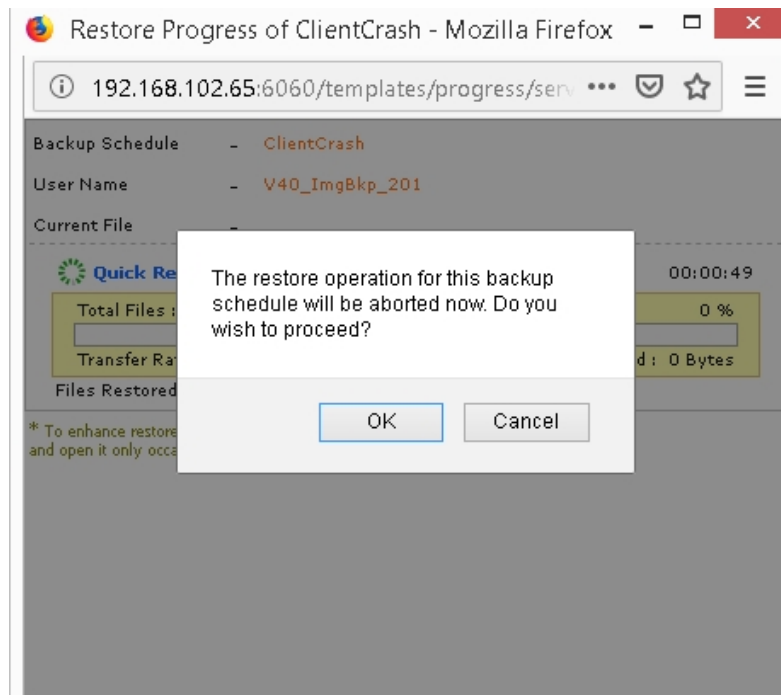 Restore Progress of ClientCrash - Mozilla Firefox
192.168.102.65:6060/templates/progress/serv
Backup Schedule - ClientCrash
User Name - V40_ImgBkp_201
Current File -
Quick Re 00:00:49
Total Files : 0 %
Transfer Ra d : 0 Bytes
Files Restored
* To enhance restore
and open it only occa
The restore operation for this backup
schedule will be aborted now. Do you
wish to proceed?
OK Cancel